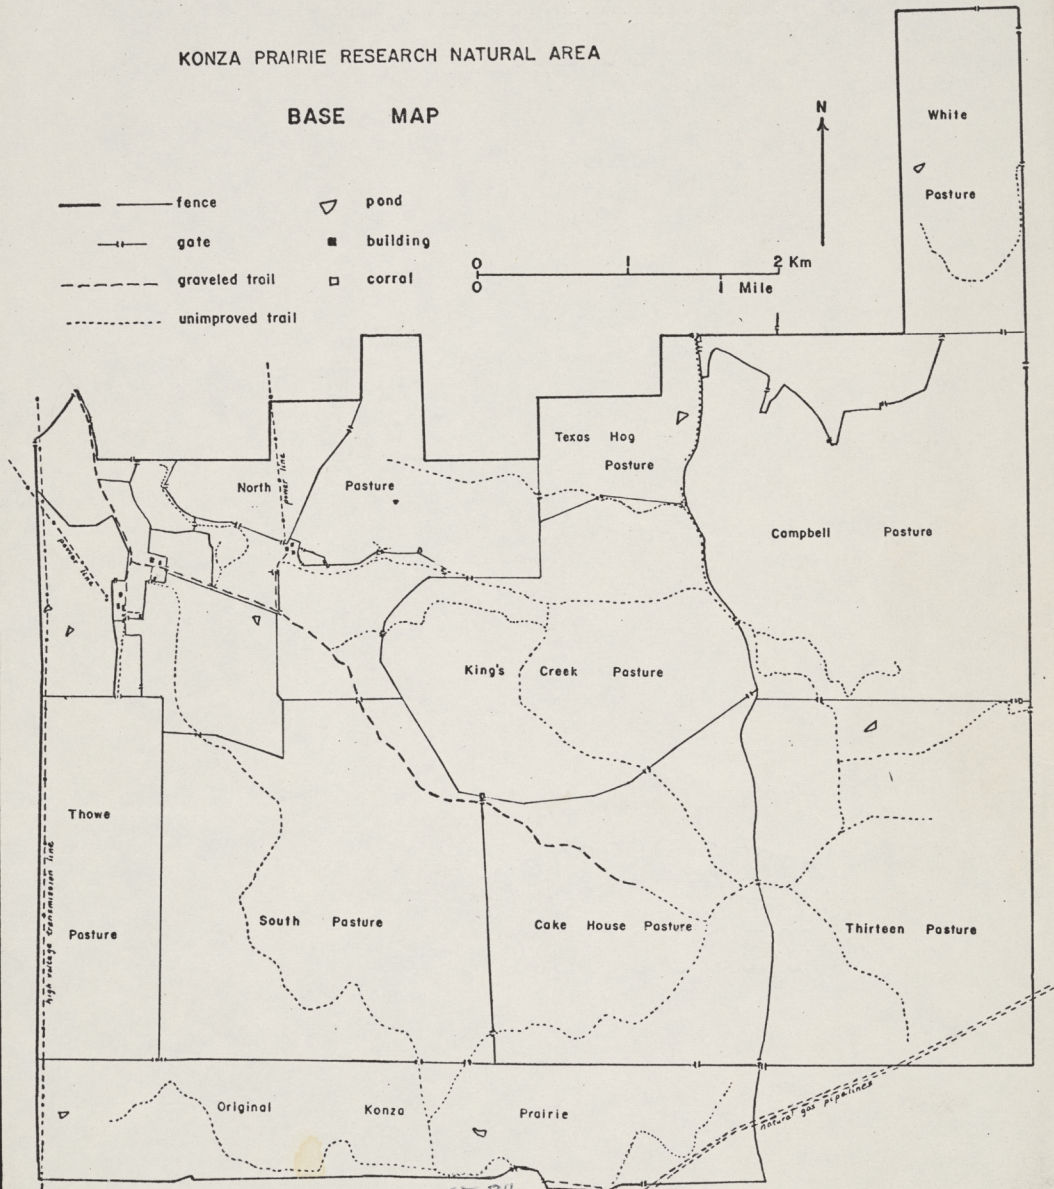 KONZA PRAIRIE RESEARCH NATURAL AREA
BASE MAP
N
White
Pasture
fence
pond
gate
building
graveled trail
corral
unimproved trail
0 2 Km
0 1 Mile
Texas Hog
Pasture
North Pasture
power line
Campbell Pasture
power line
King's Creek Pasture
Thowe
Pasture
high voltage transmission line
South Pasture
Cake House Pasture
Thirteen Pasture
Original Konza Prairie
natural gas pipelines